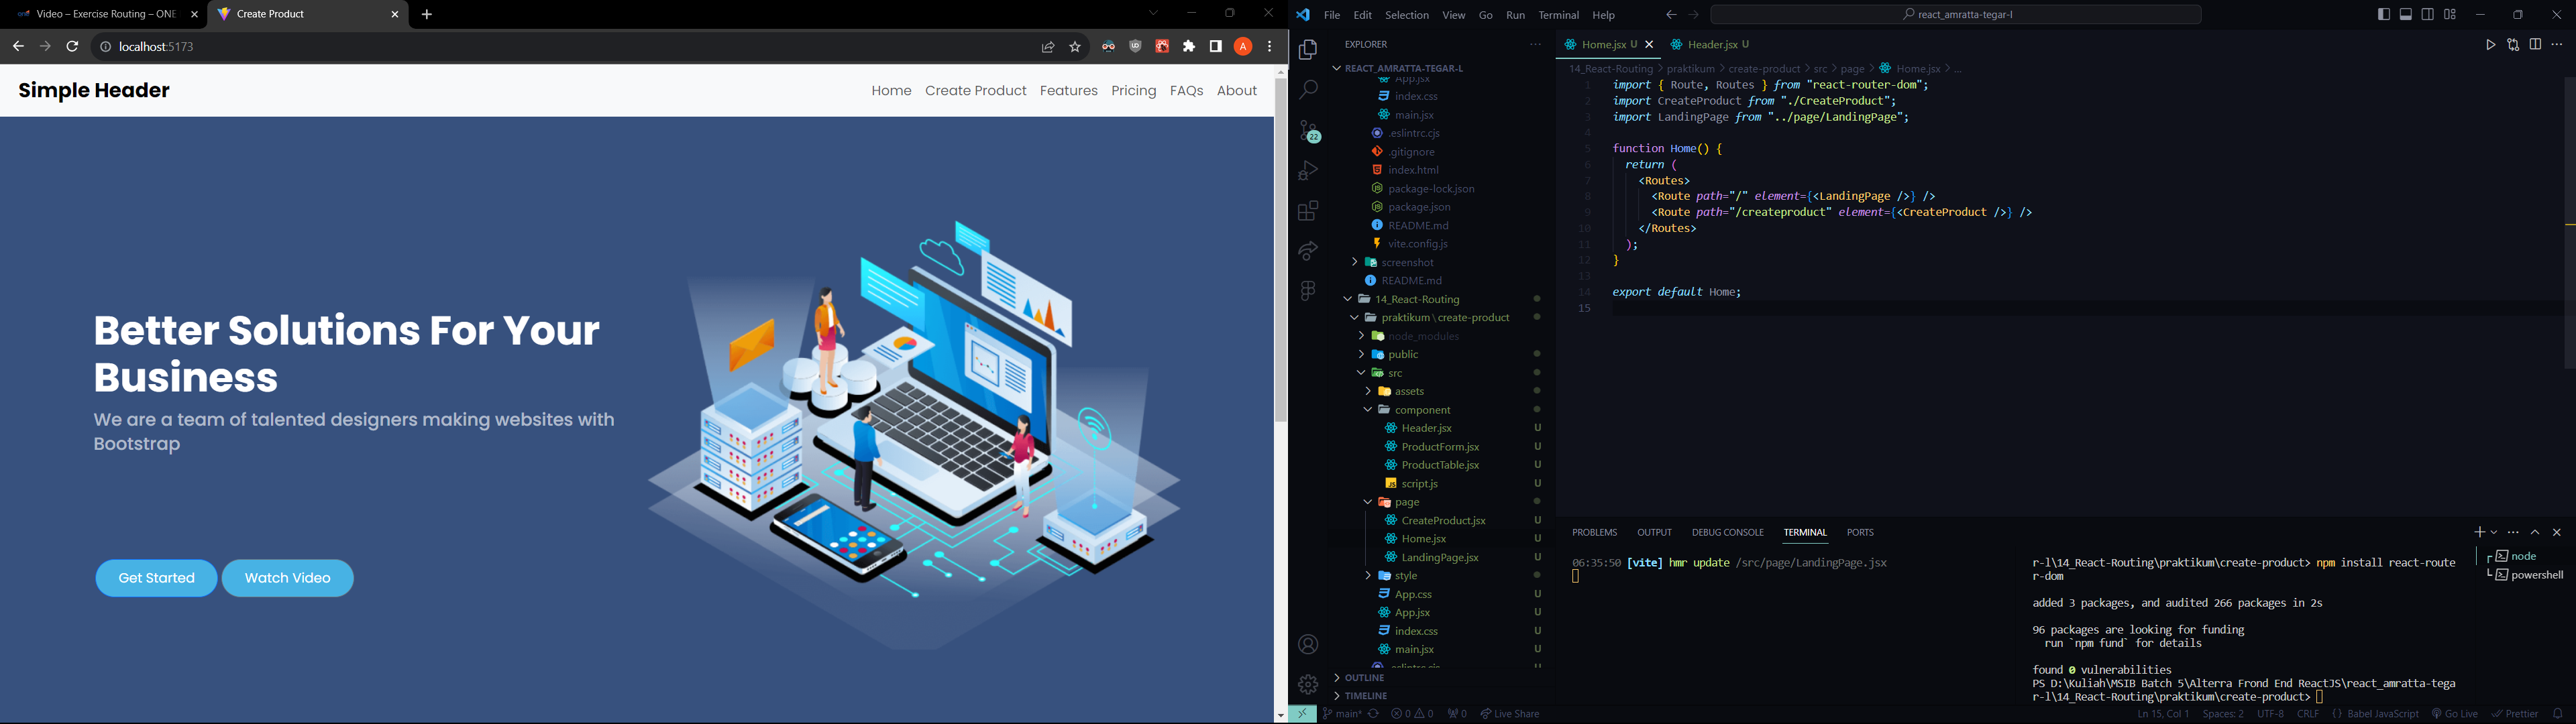 Video – Exercise Routing – ONE
Create Product
localhost:5173
A
Simple Header
Home
Create Product
Features
Pricing
FAQs
About
Better Solutions For Your
Business
We are a team of talented designers making websites with
Bootstrap
Get Started
Watch Video
File
Edit
Selection
View
Go
Run
Terminal
Help
react_amratta-tegar-l
EXPLORER
REACT_AMRATTA-TEGAR-L
App.jsx
index.css
main.jsx
.eslintrc.cjs
.gitignore
index.html
package-lock.json
package.json
README.md
vite.config.js
screenshot
README.md
14_React-Routing
praktikum\create-product
node_modules
public
src
assets
component
Header.jsx U
ProductForm.jsx U
ProductTable.jsx U
script.js U
page
CreateProduct.jsx U
Home.jsx U
LandingPage.jsx U
style
App.css U
App.jsx U
index.css U
main.jsx U
.eslintrc.cjs U
OUTLINE
TIMELINE
22
Home.jsx U
Header.jsx U
14_React-Routing > praktikum > create-product > src > page > Home.jsx > ...
1 import { Route, Routes } from "react-router-dom";
2 import CreateProduct from "./CreateProduct";
3 import LandingPage from "../page/LandingPage";
4
5 function Home() {
6 return (
7 <Routes>
8 <Route path="/" element={<LandingPage />} />
9 <Route path="/createproduct" element={<CreateProduct />} />
10 </Routes>
11 );
12 }
13
14 export default Home;
15
PROBLEMS
OUTPUT
DEBUG CONSOLE
TERMINAL
PORTS
06:35:50 [vite] hmr update /src/page/LandingPage.jsx
r-l\14_React-Routing\praktikum\create-product> npm install react-route
r-dom
added 3 packages, and audited 266 packages in 2s
96 packages are looking for funding
run `npm fund` for details
found 0 vulnerabilities
PS D:\Kuliah\MSIB Batch 5\Alterra Frond End ReactJS\react_amratta-tega
r-l\14_React-Routing\praktikum\create-product>
node
powershell
main*
0
0
0
Live Share
Ln 15, Col 1
Spaces: 2
UTF-8
CRLF
{ } Babel JavaScript
Go Live
Prettier